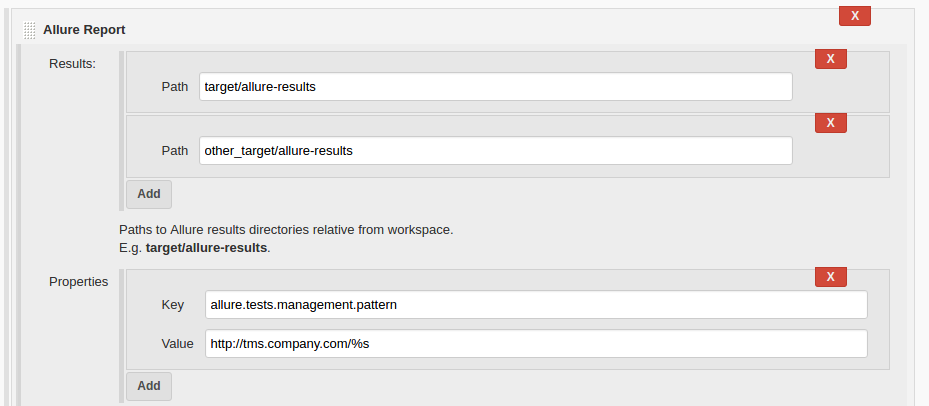 X
Allure Report
Results:
X
Path target/allure-results
X
Path other_target/allure-results
Add
Paths to Allure results directories relative from workspace.
E.g. target/allure-results.
Properties
X
Key allure.tests.management.pattern
Value http://tms.company.com/%s
Add